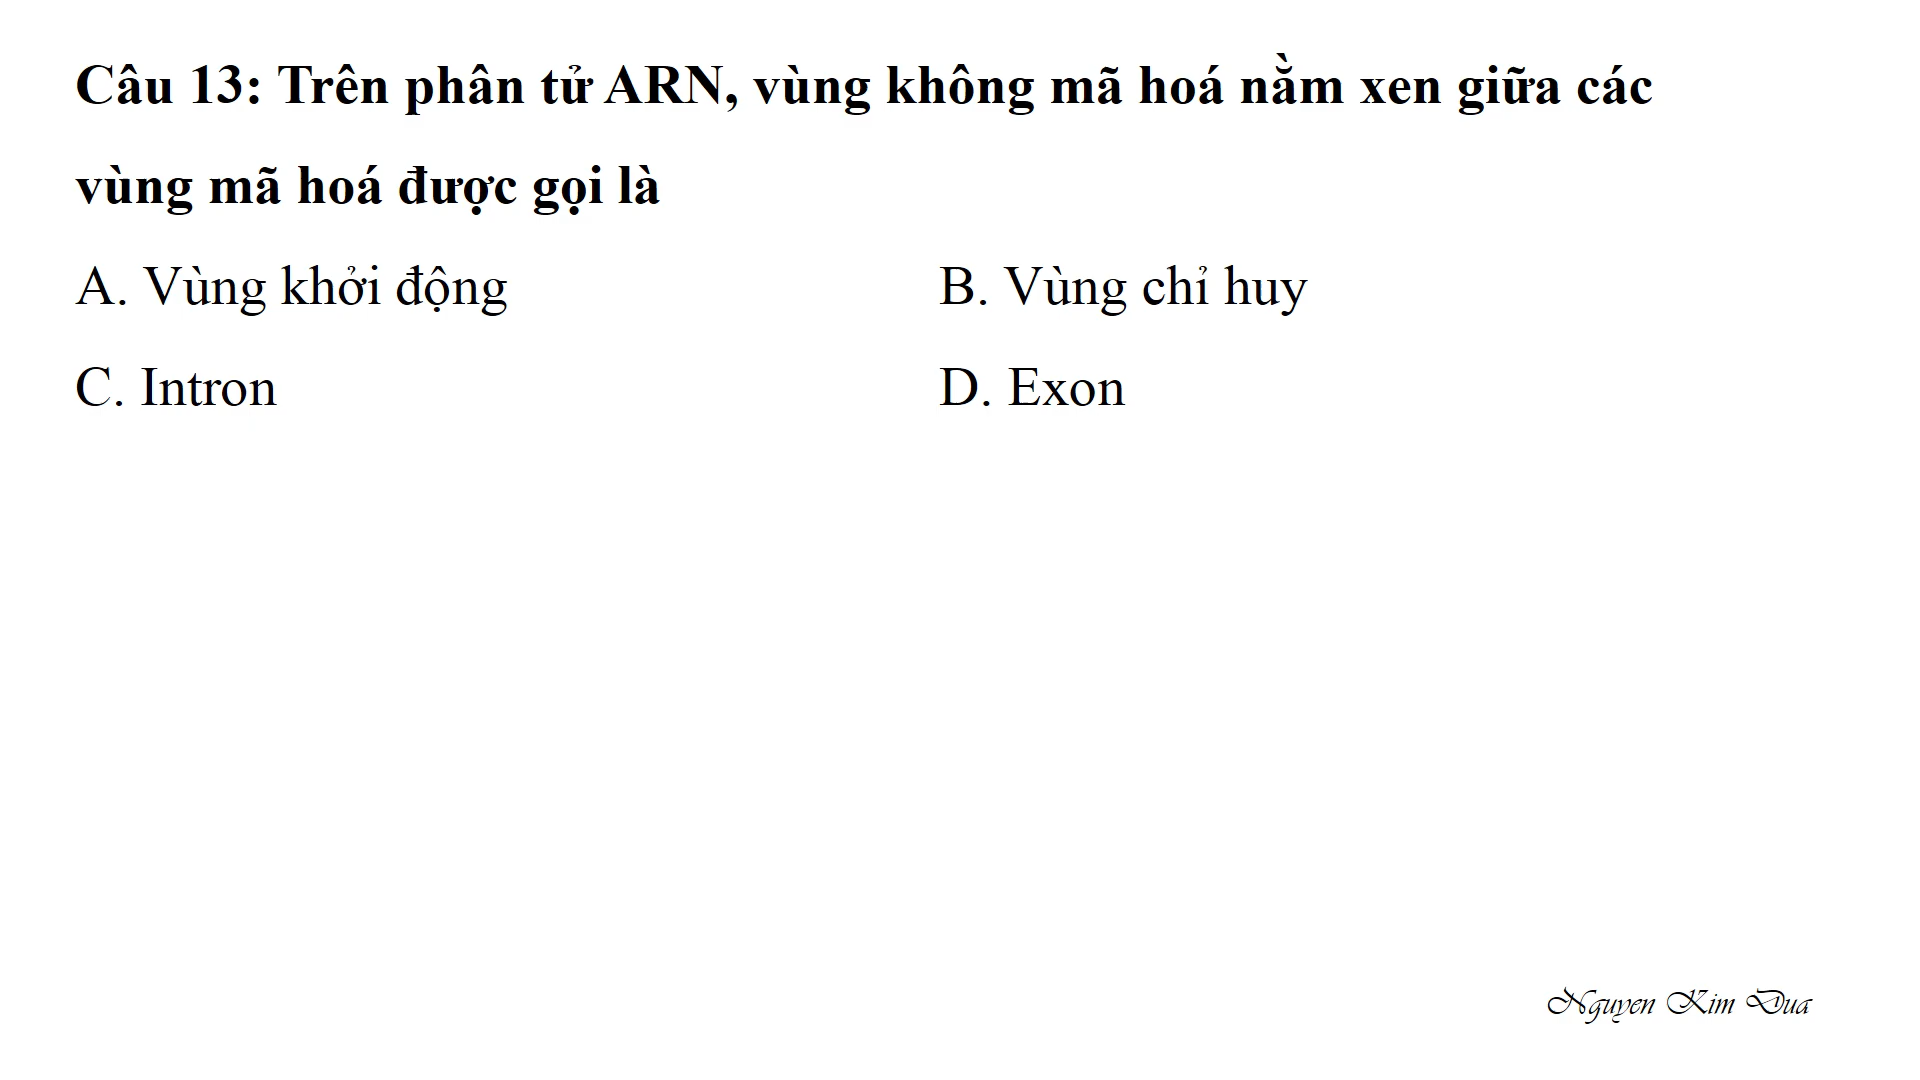 Câu 13: Trên phân tử ARN, vùng không mã hoá nằm xen giữa các
vùng mã hoá được gọi là
A. Vùng khởi động B. Vùng chỉ huy
C. Intron D. Exon
Nguyen Kim Dua